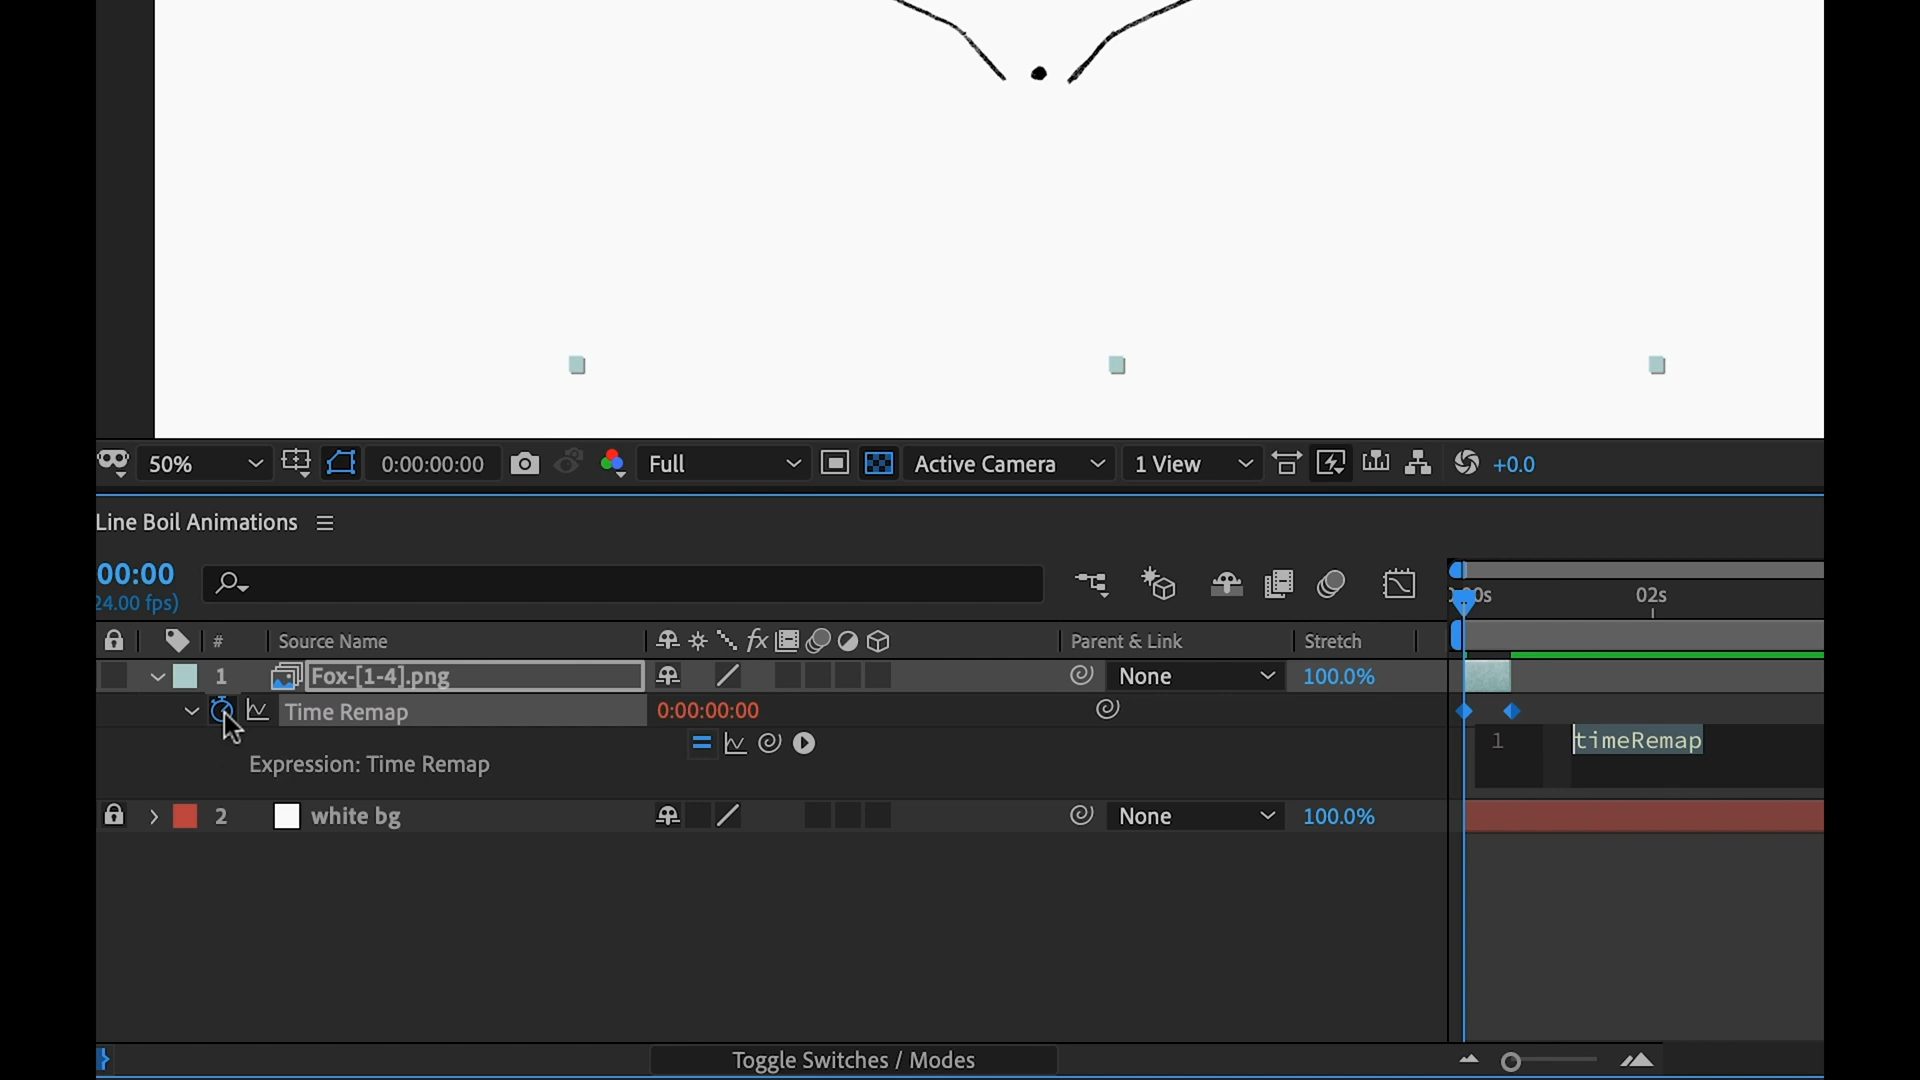 50% 0:00:00:00 Full Active Camera 1 View +0.0
Line Boil Animations
00:00
24.00 fps)
02s
# Source Name fx Parent & Link Stretch
1 Fox-[1-4].png None 100.0%
Time Remap 0:00:00:00
1 timeRemap
Expression: Time Remap
2 white bg None 100.0%
Toggle Switches / Modes